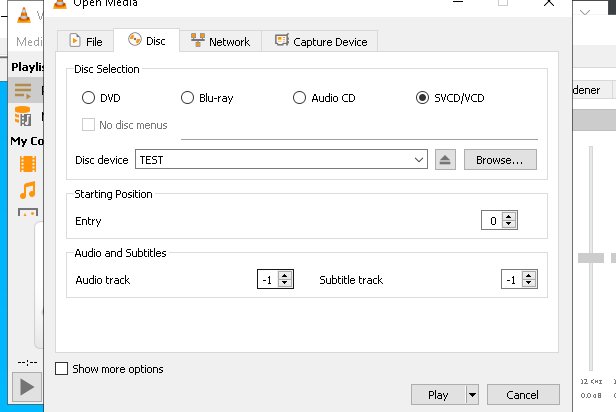 Open Media
Medi
File
Disc
Network
Capture Device
Playlis
Disc Selection
DVD
Blu-ray
Audio CD
SVCD/VCD
dener
No disc menus
My Co
Disc device
TEST
Browse...
Starting Position
Entry
0
Audio and Subtitles
Audio track
-1
Subtitle track
-1
--:--
Show more options
Play
Cancel
0.0 dB